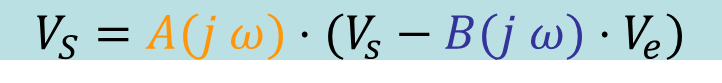 V_S = A(j ω) · (V_s − B(j ω) · V_e)